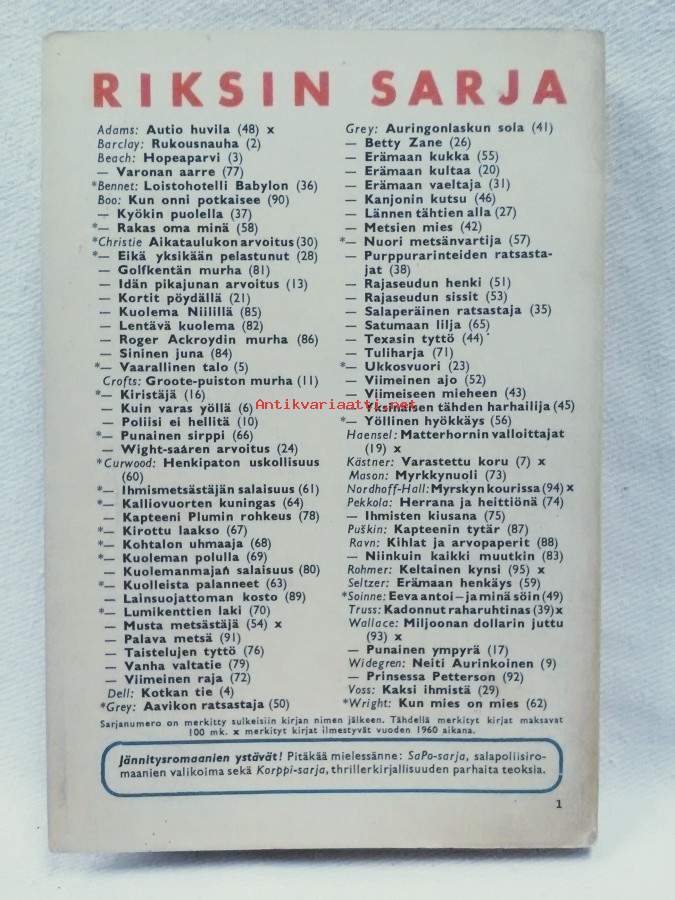 RIKSIN SARJA
Adams: Autio huvila (48) x
Barclay: Rukousnauha (2)
Beach: Hopeaparvi (3)
— Varonan aarre (77)
*Bennet: Loistohotelli Babylon (36)
Boo: Kun onni potkaisee (90)
— Kyökin puolella (37)
*— Rakas oma minä (58)
*Christie Aikataulukon arvoitus (30)
*— Eikä yksikään pelastunut (28)
— Golfkentän murha (81)
— Idän pikajunan arvoitus (13)
— Kortit pöydällä (21)
— Kuolema Niilillä (85)
— Lentävä kuolema (82)
— Roger Ackroydin murha (86)
— Sininen juna (84)
*— Vaarallinen talo (5)
Crofts: Groote-puiston murha (11)
*— Kiristäjä (16)
— Kuin varas yöllä (6)
— Poliisi ei hellitä (10)
*— Punainen sirppi (66)
— Wight-saaren arvoitus (24)
*Curwood: Henkipaton uskollisuus
(60)
*— Ihmismetsästäjän salaisuus (61)
*— Kalliovuorten kuningas (64)
— Kapteeni Plumin rohkeus (78)
*— Kirottu laakso (67)
*— Kohtalon uhmaaja (68)
*— Kuoleman polulla (69)
— Kuolemanmajan salaisuus (80)
*— Kuolleista palanneet (63)
— Lainsuojattoman kosto (89)
*— Lumikenttien laki (70)
— Musta metsästäjä (54) x
— Palava metsä (91)
— Taistelujen tyttö (76)
— Vanha valtatie (79)
— Viimeinen raja (72)
Dell: Kotkan tie (4)
*Grey: Aavikon ratsastaja (50)
Grey: Auringonlaskun sola (41)
— Betty Zane (26)
— Erämaan kukka (55)
— Erämaan kultaa (20)
— Erämaan vaeltaja (31)
— Kanjonin kutsu (46)
— Lännen tähtien alla (27)
— Metsien mies (42)
*— Nuori metsänvartija (57)
— Purppurarinteiden ratsasta-
jat (38)
— Rajaseudun henki (51)
— Rajaseudun sissit (53)
— Salaperäinen ratsastaja (35)
— Satumaan lilja (65)
— Texasin tyttö (44)
— Tuliharja (71)
*— Ukkosvuori (23)
— Viimeinen ajo (52)
— Viimeiseen mieheen (43)
— Yksinäisen tähden harhailija (45)
*— Yöllinen hyökkäys (56)
Haensel: Matterhornin valloittajat
(19) x
Kästner: Varastettu koru (7) x
Mason: Myrkkynuoli (73)
Nordhoff-Hall: Myrskyn kourissa (94) x
Pekkola: Herrana ja heittiönä (74)
— Ihmisten kiusana (75)
Puškin: Kapteenin tytär (87)
Ravn: Kihlat ja arvopaperit (88)
— Niinkuin kaikki muutkin (83)
Rohmer: Keltainen kynsi (95) x
Seltzer: Erämaan henkäys (59)
*Soinne: Eeva antoi – ja minä söin (49)
Truss: Kadonnut raharuhtinas (39) x
Wallace: Miljoonan dollarin juttu
(93) x
— Punainen ympyrä (17)
Widegren: Neiti Aurinkoinen (9)
— Prinsessa Petterson (92)
Voss: Kaksi ihmistä (29)
*Wright: Kun mies on mies (62)
Antikvariaatti.net
Sarjanumero on merkitty sulkeisiin kirjan nimen jälkeen. Tähdellä merkityt kirjat maksavat
100 mk. x merkityt kirjat ilmestyvät vuoden 1960 aikana.
Jännitysromaanien ystävät! Pitäkää mielessänne: SaPo-sarja, salapoliisiro-
maanien valikoima sekä Korppi-sarja, thrillerkirjallisuuden parhaita teoksia.
1